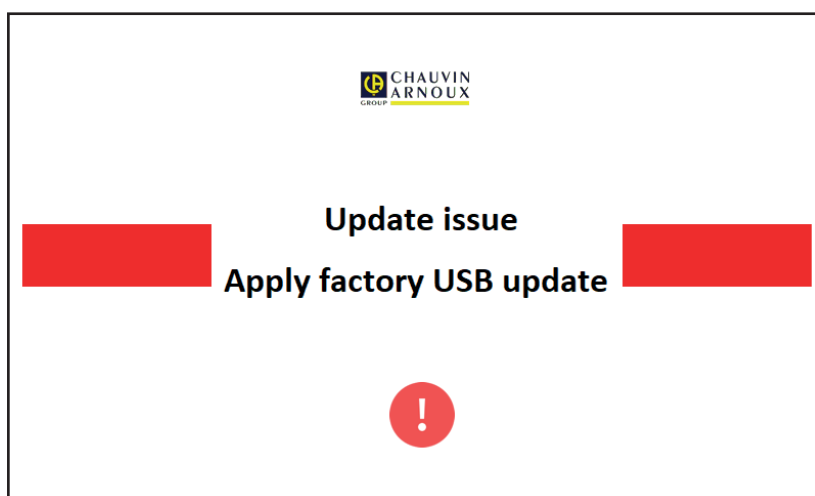 CHAUVIN
ARNOUX
GROUP
Update issue
Apply factory USB update
!